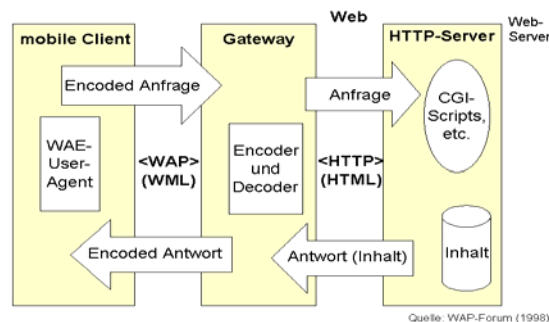 Web
Web-
Server
mobile Client
Gateway
HTTP-Server
Encoded Anfrage
Anfrage
CGI-
Scripts,
etc.
WAE-
User-
Agent
<WAP>
(WML)
Encoder
und
Decoder
<HTTP>
(HTML)
Encoded Antwort
Antwort (Inhalt)
Inhalt
Quelle: WAP-Forum (1998)